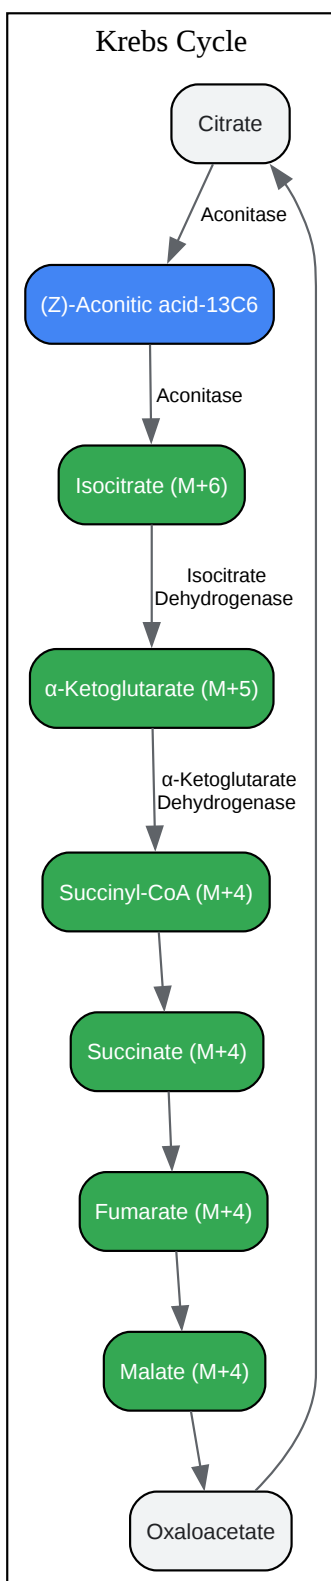 Krebs Cycle
Citrate
Aconitase
(Z)-Aconitic acid-13C6
Aconitase
Isocitrate (M+6)
Isocitrate
Dehydrogenase
α-Ketoglutarate (M+5)
α-Ketoglutarate
Dehydrogenase
Succinyl-CoA (M+4)
Succinate (M+4)
Fumarate (M+4)
Malate (M+4)
Oxaloacetate